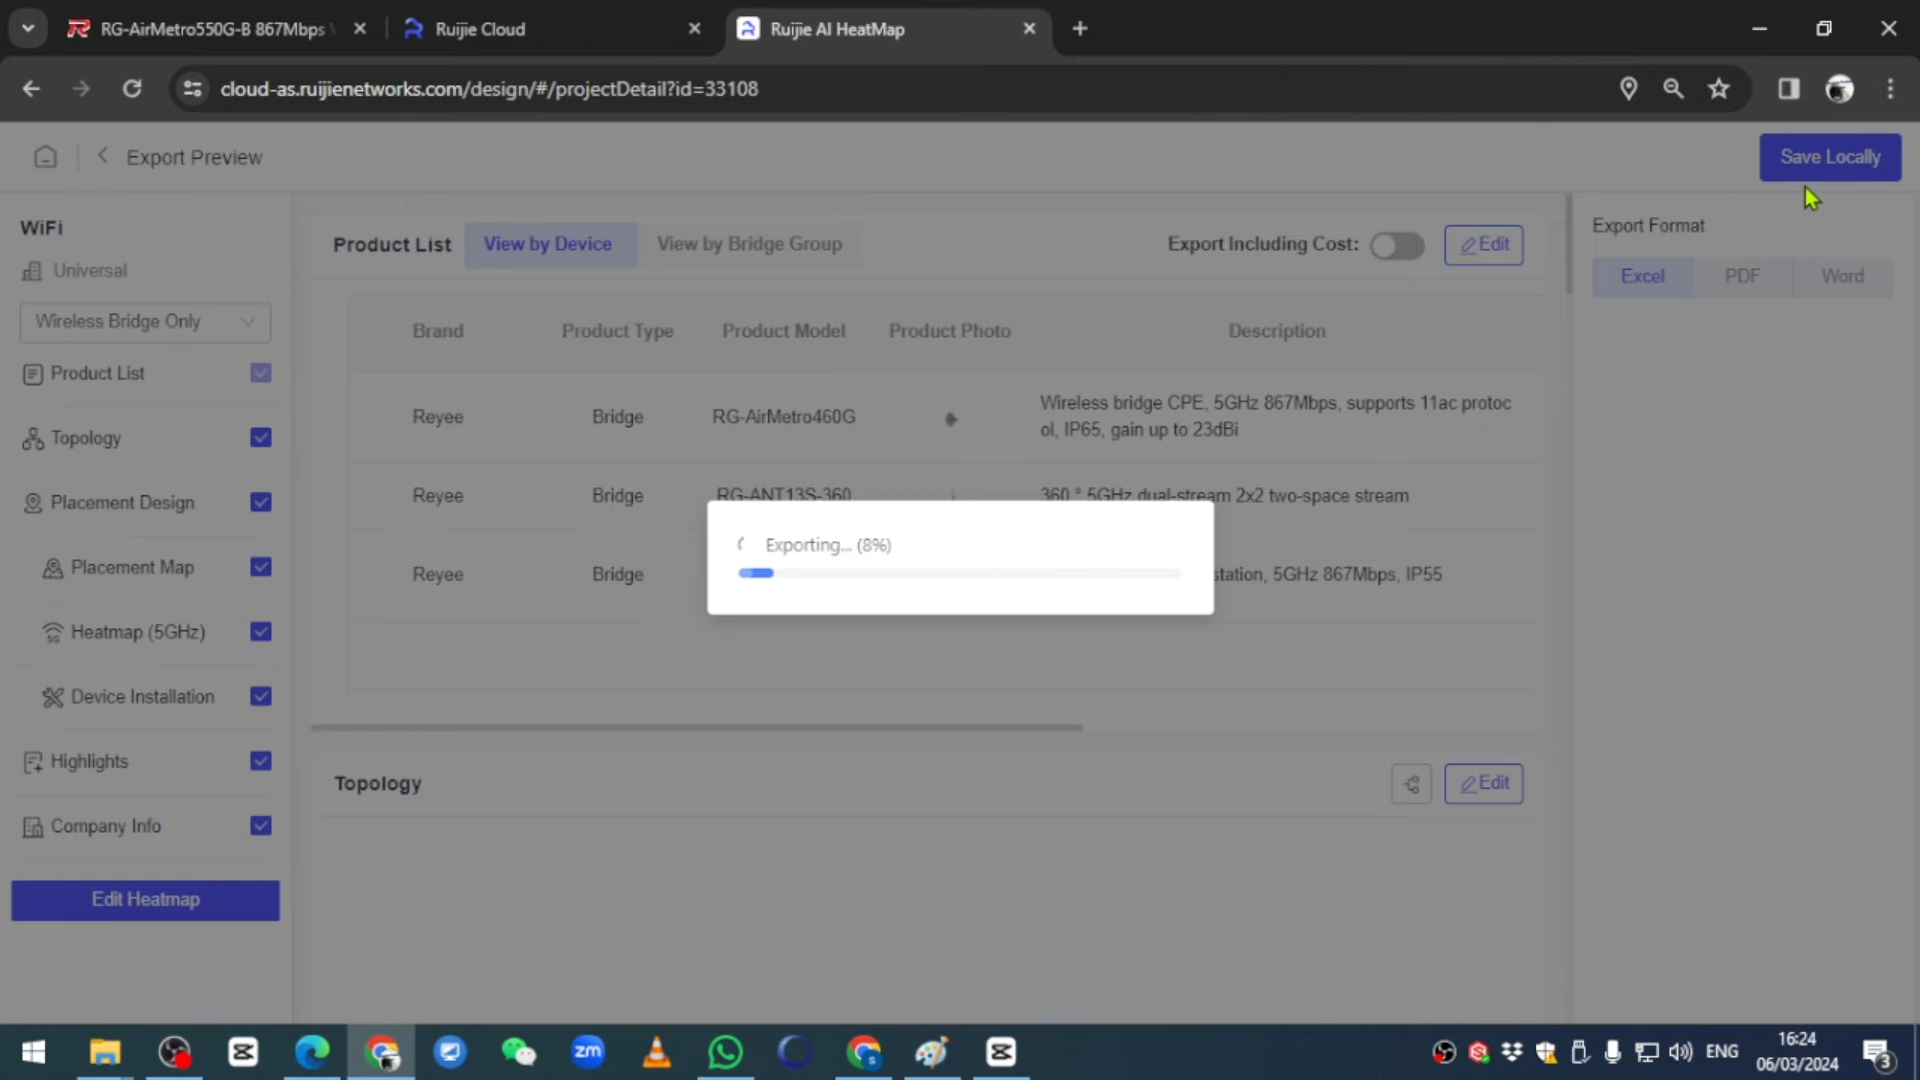 RG-AirMetro550G-B 867Mbps
Ruijie Cloud
Ruijie AI HeatMap
cloud-as.ruijienetworks.com/design/#/projectDetail?id=33108
Export Preview
Save Locally
WiFi
Universal
Wireless Bridge Only
Product List
Topology
Placement Design
Placement Map
Heatmap (5GHz)
Device Installation
Highlights
Company Info
Edit Heatmap
Product List
View by Device
View by Bridge Group
Export Including Cost:
Edit
Brand Product Type Product Model Product Photo Description
Reyee Bridge RG-AirMetro460G Wireless bridge CPE, 5GHz 867Mbps, supports 11ac protoc
ol, IP65, gain up to 23dBi
Reyee Bridge RG-ANT13S-360 360 ° 5GHz dual-stream 2x2 two-space stream
Reyee Bridge station, 5GHz 867Mbps, IP55
Exporting... (8%)
Topology
Edit
Export Format
Excel PDF Word
zm
ENG
16:24
06/03/2024
3